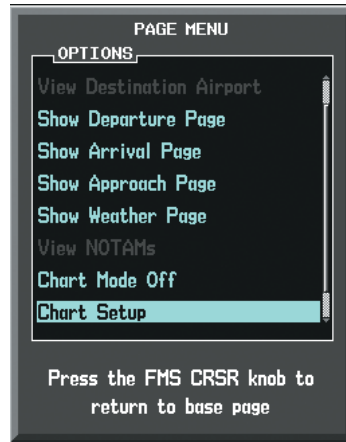 PAGE MENU
OPTIONS
View Destination Airport
Show Departure Page
Show Arrival Page
Show Approach Page
Show Weather Page
View NOTAMs
Chart Mode Off
Chart Setup
Press the FMS CRSR knob to
return to base page